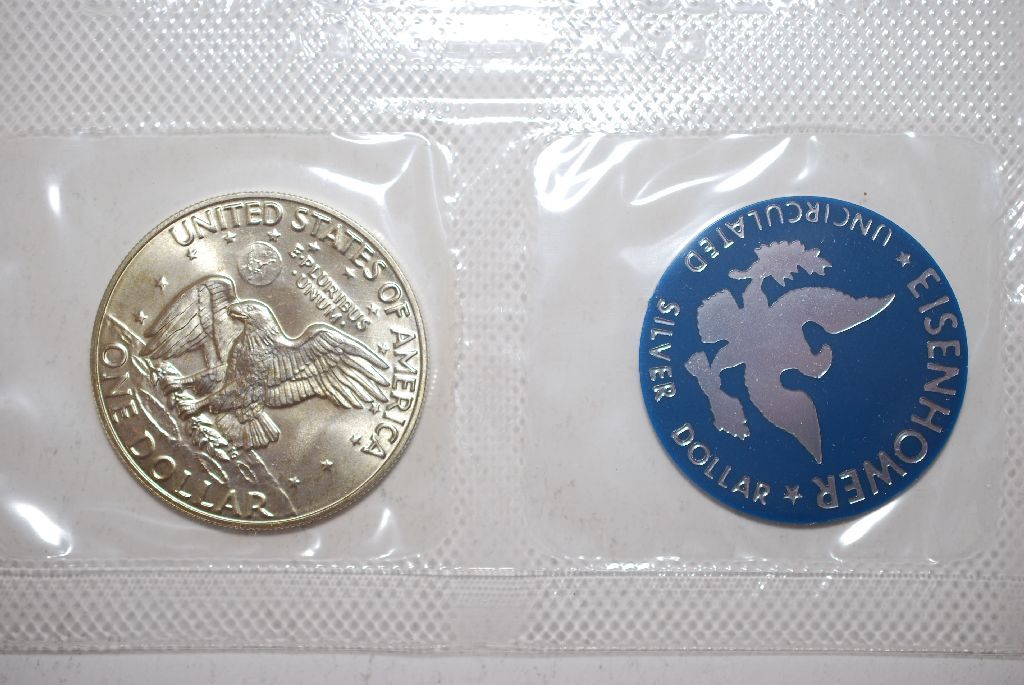 UNITED STATES OF AMERICA
E·PLURIBUS
UNUM
ONE DOLLAR
EISENHOWER
UNCIRCULATED
SILVER DOLLAR